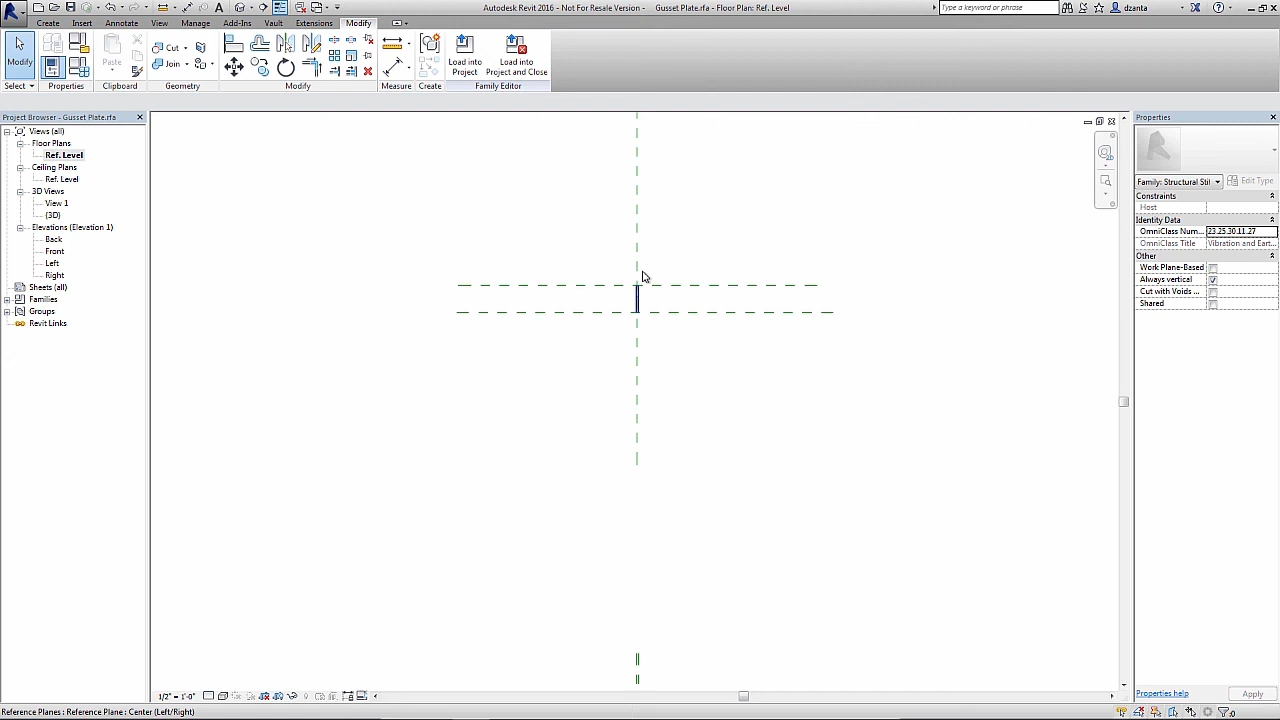 Autodesk Revit 2016 - Not For Resale Version - Gusset Plate.rfa - Floor Plan: Ref. Level
Type a keyword or phrase
dzanta
Create Insert Annotate View Manage Add-Ins Vault Extensions Modify
Modify
Paste
Cut
Join
Load into Project
Load into Project and Close
Select Properties Clipboard Geometry Modify Measure Create Family Editor
Project Browser - Gusset Plate.rfa
Views (all)
Floor Plans
Ref. Level
Ceiling Plans
Ref. Level
3D Views
View 1
{3D}
Elevations (Elevation 1)
Back
Front
Left
Right
Sheets (all)
Families
Groups
Revit Links
Properties
Family: Structural Sti
Edit Type
Constraints
Host
Identity Data
OmniClass Num... 23.25.30.11.27
OmniClass Title Vibration and Eart...
Other
Work Plane-Based
Always vertical
Cut with Voids ...
Shared
Properties help
Apply
1/2" = 1'-0"
Reference Planes : Reference Plane : Center (Left/Right)
:0